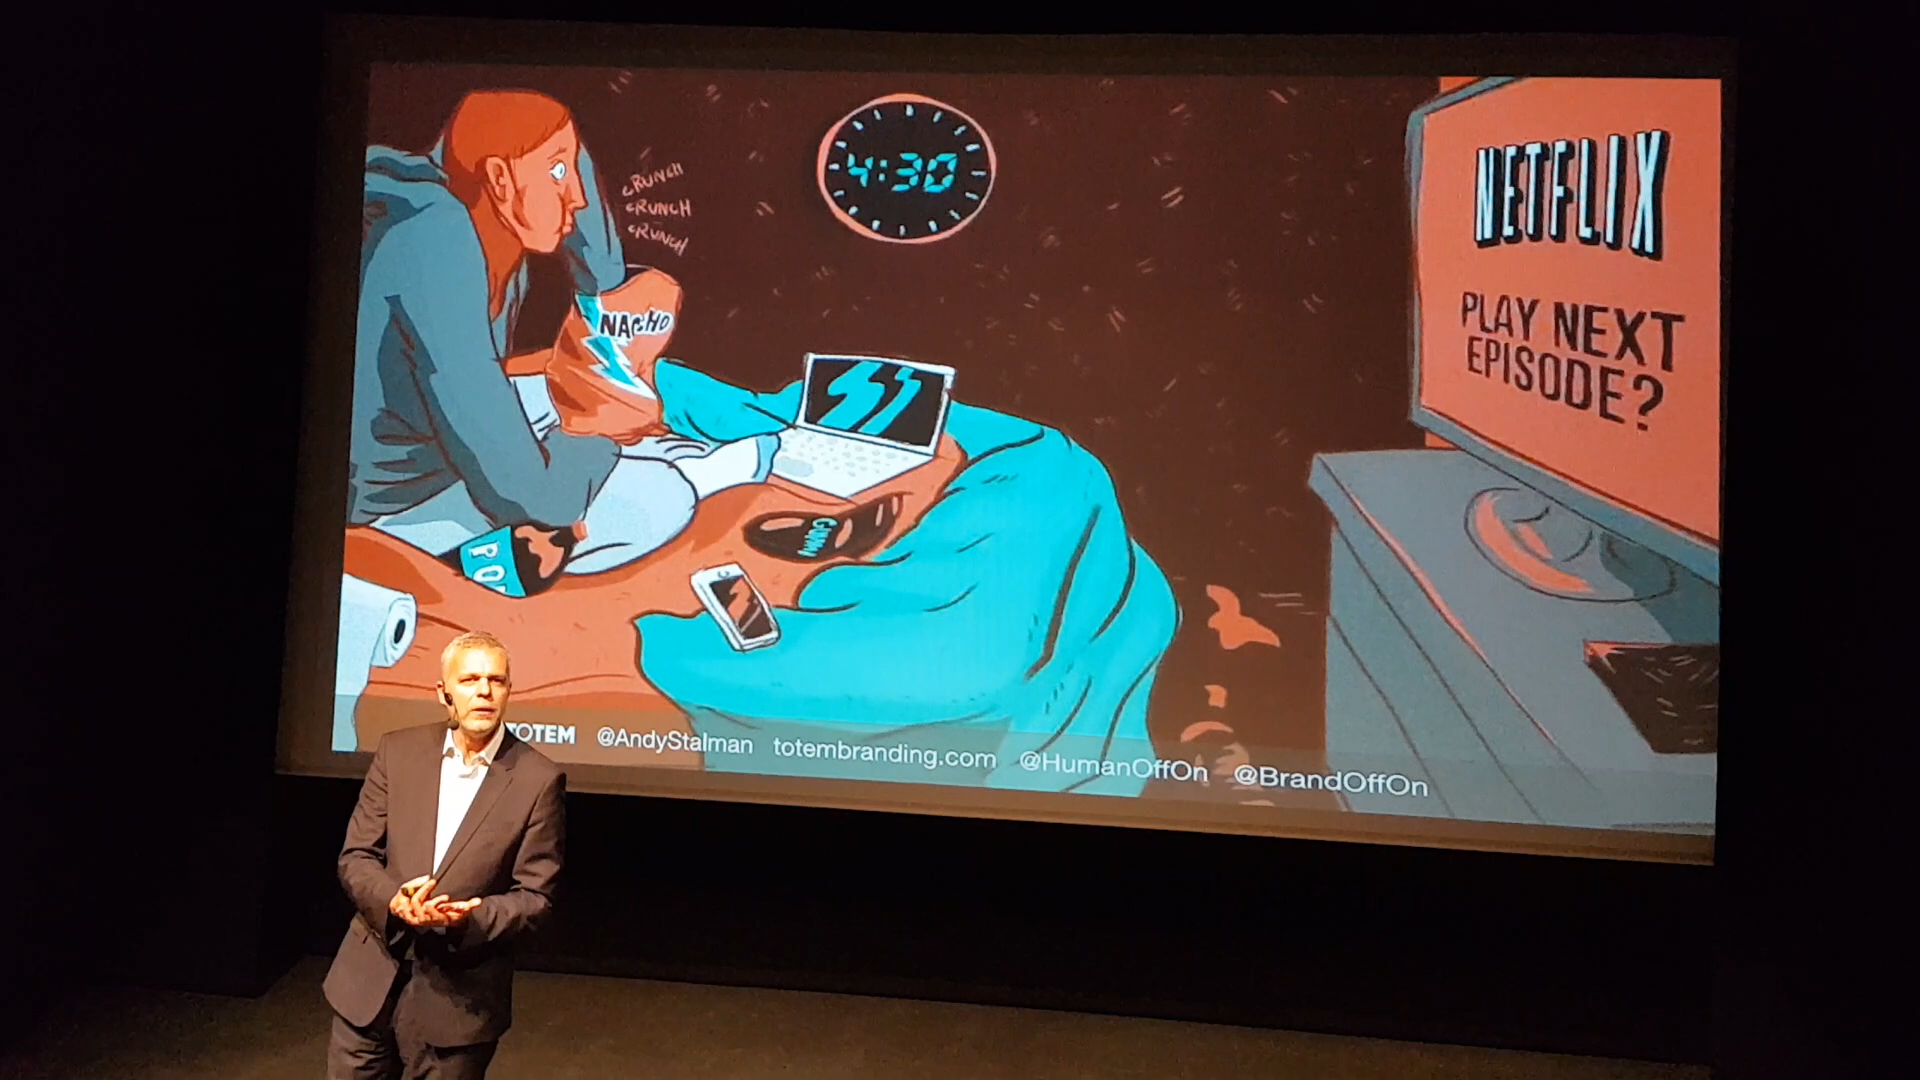 CRUNCH
CRUNCH
CRUNCH
4:30
NACHO
NETFLIX
PLAY NEXT
EPISODE?
TOTEM @AndyStalman totembranding.com @HumanOffOn @BrandOffOn